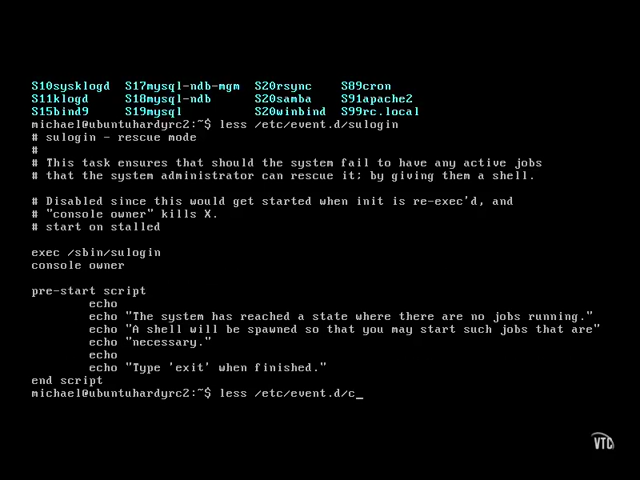 S10sysklogd  S17mysql-ndb-mgm  S20rsync    S89cron
S11klogd     S18mysql-ndb      S20samba    S91apache2
S15bind9     S19mysql          S20winbind  S99rc.local
michael@ubuntuhardyrc2:~$ less /etc/event.d/sulogin
# sulogin - rescue mode
#
# This task ensures that should the system fail to have any active jobs
# that the system administrator can rescue it; by giving them a shell.
# Disabled since this would get started when init is re-exec'd, and
# "console owner" kills X.
# start on stalled
exec /sbin/sulogin
console owner
pre-start script
echo
echo "The system has reached a state where there are no jobs running."
echo "A shell will be spawned so that you may start such jobs that are"
echo "necessary."
echo
echo "Type 'exit' when finished."
end script
michael@ubuntuhardyrc2:~$ less /etc/event.d/c_
VTC